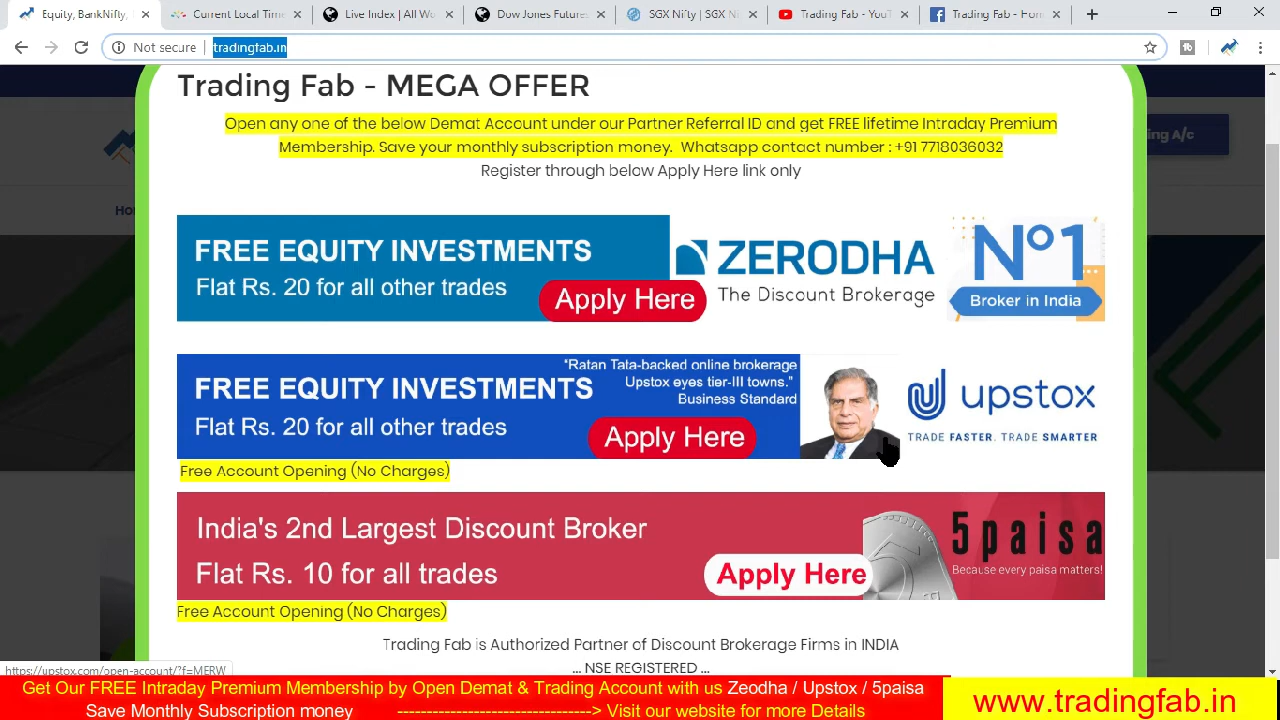 Equity, BankNifty,
Current Local Time
Live Index | All Wo
Dow Jones Futures
SGX Nifty | SGX N
Trading Fab - YouT
Trading Fab - Hom
Not secure | tradingfab.in
Trading Fab - MEGA OFFER
Open any one of the below Demat Account under our Partner Referral ID and get FREE lifetime Intraday Premium
Membership. Save your monthly subscription money. Whatsapp contact number : +91 7718036032
ing A/c
Register through below Apply Here link only
Ho
FREE EQUITY INVESTMENTS
Flat Rs. 20 for all other trades
Apply Here
ZERODHA
The Discount Brokerage
Nº1
Broker in India
FREE EQUITY INVESTMENTS
Flat Rs. 20 for all other trades
"Ratan Tata-backed online brokerage
Upstox eyes tier-III towns."
Business Standard
Apply Here
upstox
TRADE FASTER. TRADE SMARTER
Free Account Opening (No Charges)
India's 2nd Largest Discount Broker
Flat Rs. 10 for all trades
Apply Here
5paisa
Because every paisa matters!
Free Account Opening (No Charges)
Trading Fab is Authorized Partner of Discount Brokerage Firms in INDIA
... NSE REGISTERED ...
https://upstox.com/open-account/?f=MERW
Get Our FREE Intraday Premium Membership by Open Demat & Trading Account with us Zeodha / Upstox / 5paisa
Save Monthly Subscription money ---------------------------------> Visit our website for more Details
www.tradingfab.in